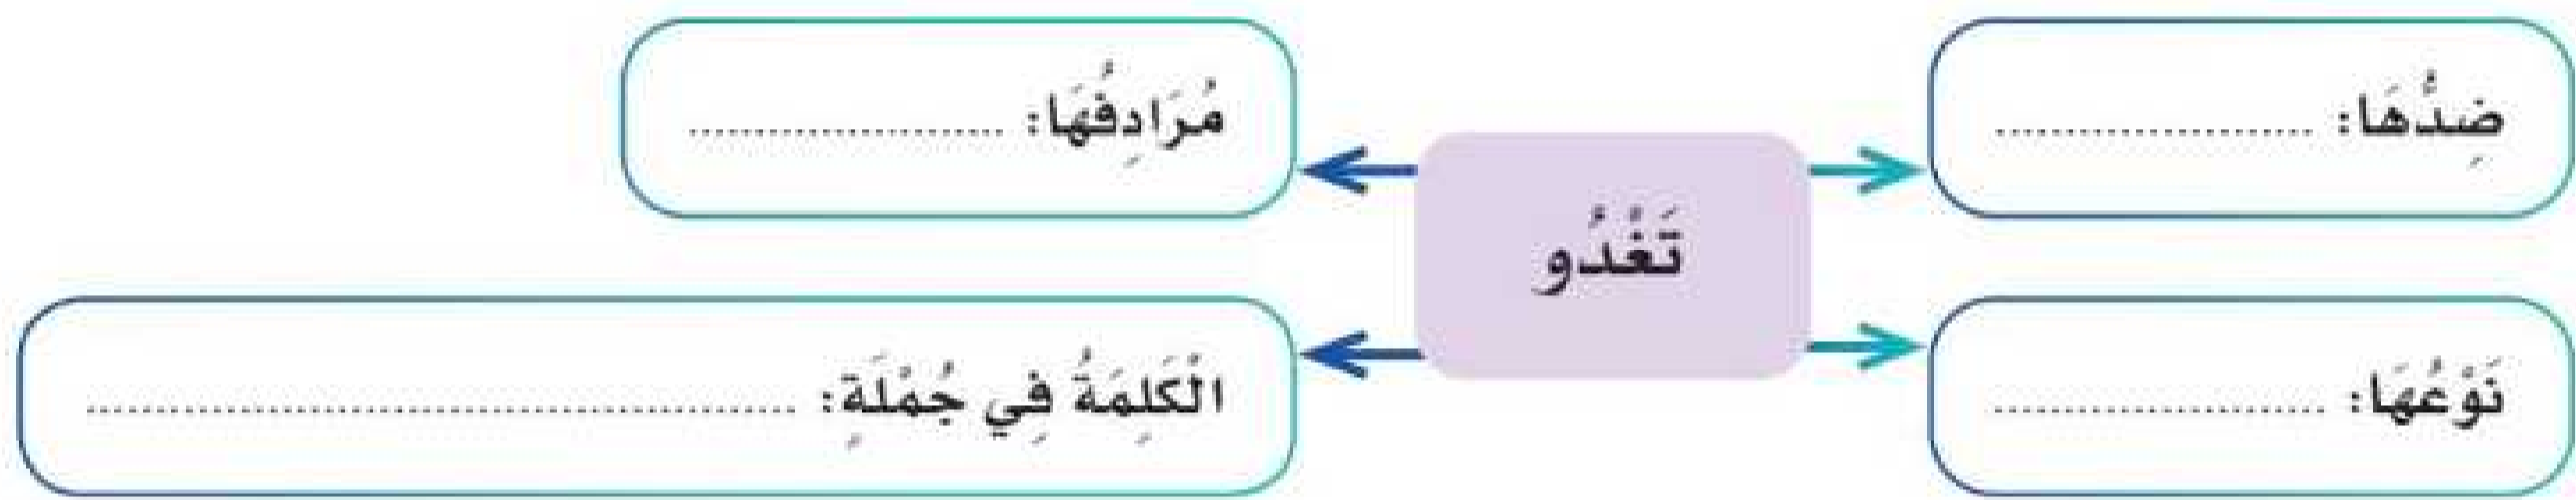 ضِدُّهَا: ......................
مُرَادِفُهَا: ......................
تَغْدُو
نَوْعُهَا: ......................
الْكَلِمَةُ فِي جُمْلَةٍ: ..................................................